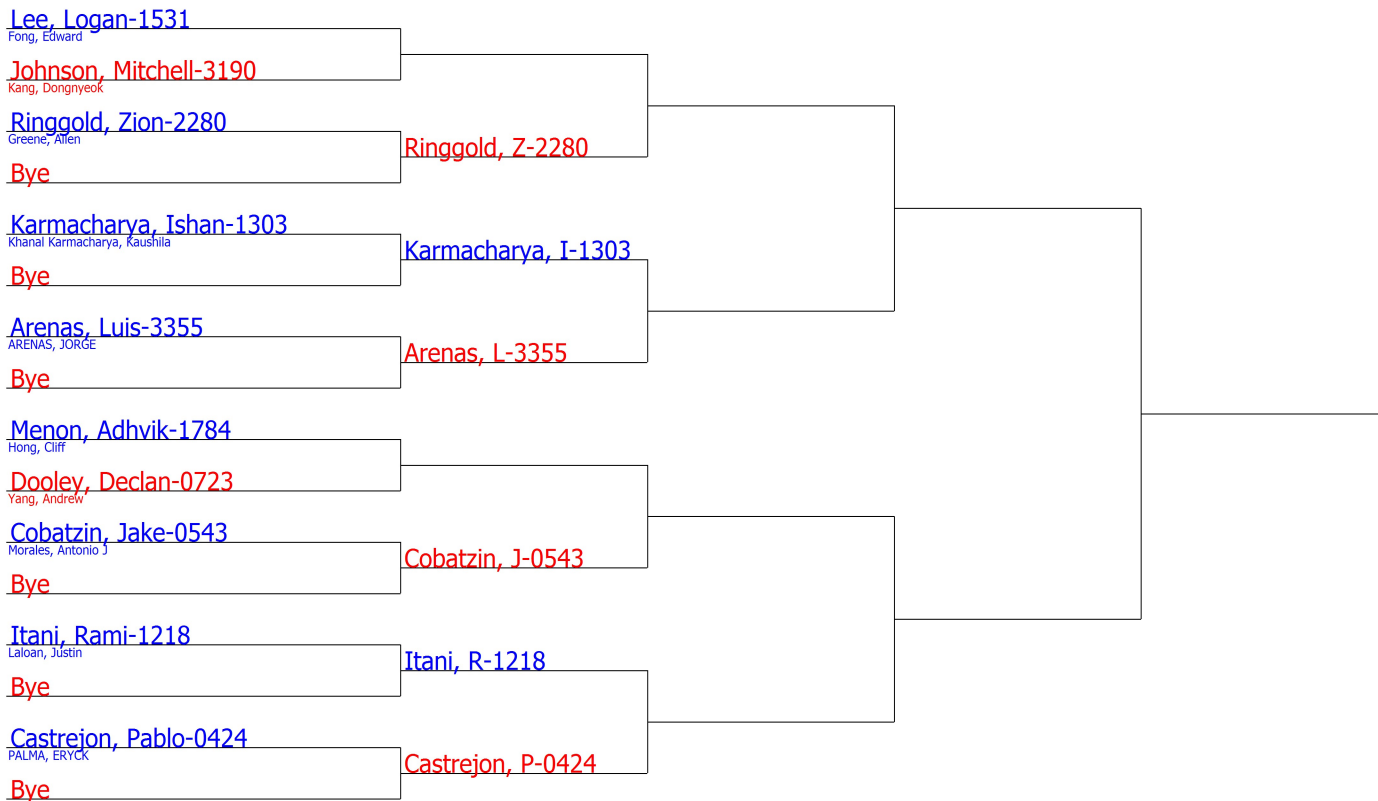 Lee, Logan-1531
Fong, Edward
Johnson, Mitchell-3190
Kang, Dongnyeok
Ringgold, Zion-2280
Greene, Allen
Ringgold, Z-2280
Bye
Karmacharya, Ishan-1303
Khanal Karmacharya, Kaushila
Karmacharya, I-1303
Bye
Arenas, Luis-3355
ARENAS, JORGE
Arenas, L-3355
Bye
Menon, Adhvik-1784
Hong, Cliff
Dooley, Declan-0723
Yang, Andrew
Cobatzin, Jake-0543
Morales, Antonio J
Cobatzin, J-0543
Bye
Itani, Rami-1218
Laloan, Justin
Itani, R-1218
Bye
Castrejon, Pablo-0424
PALMA, ERYCK
Castrejon, P-0424
Bye